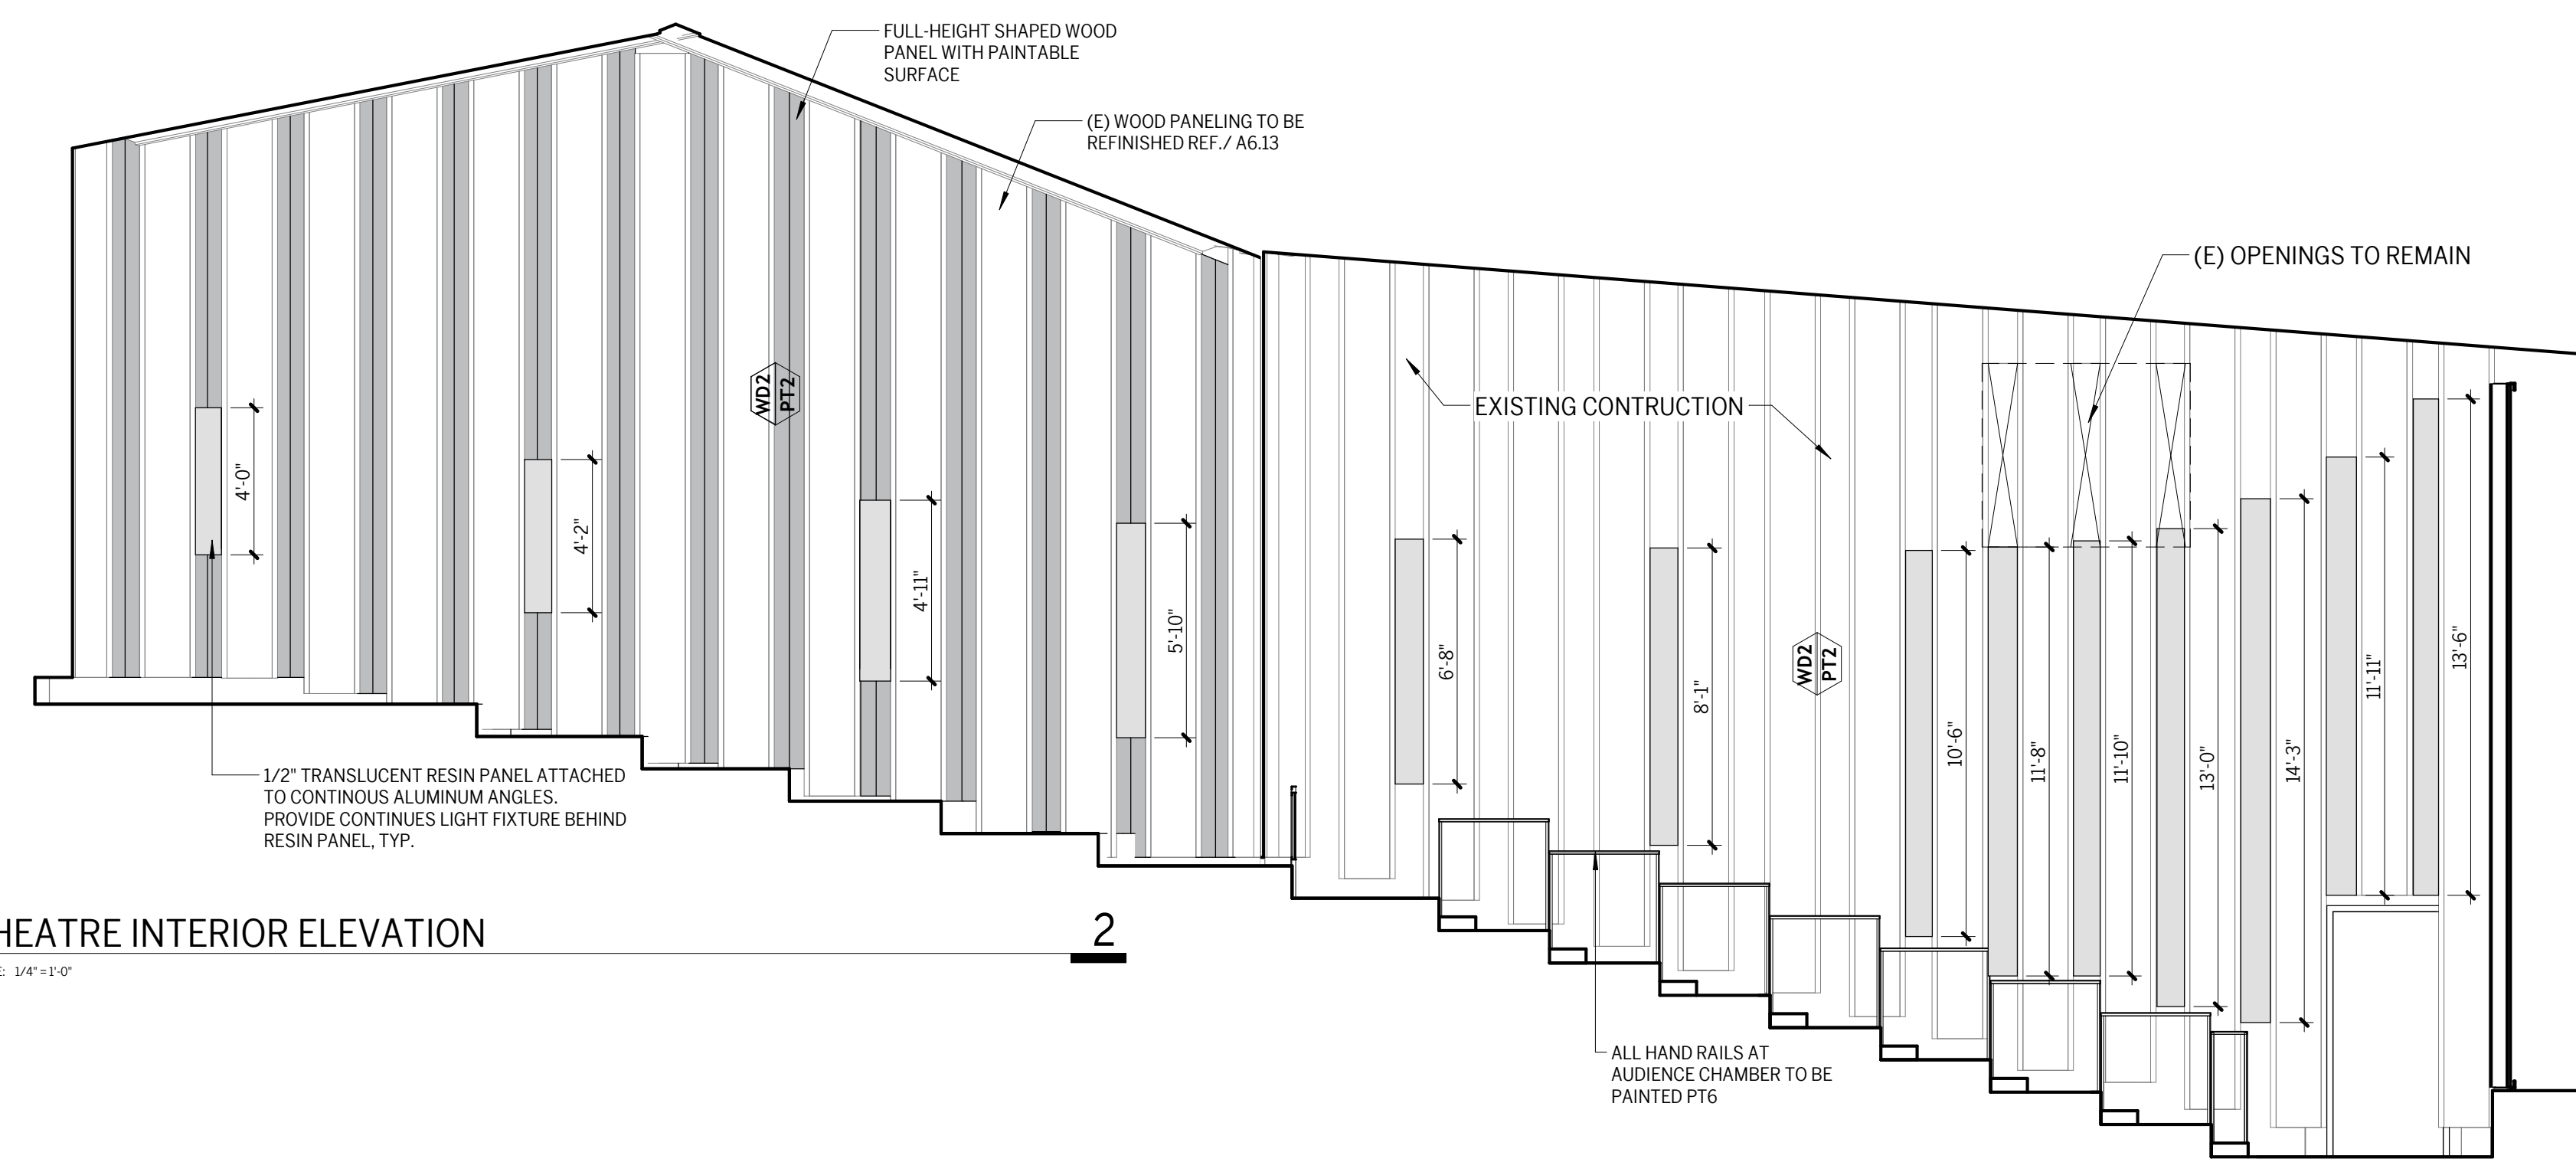 FULL-HEIGHT SHAPED WOOD
PANEL WITH PAINTABLE
SURFACE
(E) WOOD PANELING TO BE
REFINISHED REF./ A6.13
(E) OPENINGS TO REMAIN
EXISTING CONTRUCTION
WD2
PT2
WD2
PT2
4'-0"
4'-2"
4'-11"
5'-10"
6'-8"
8'-1"
10'-6"
11'-8"
11'-10"
13'-0"
14'-3"
11'-11"
13'-6"
1/2" TRANSLUCENT RESIN PANEL ATTACHED
TO CONTINOUS ALUMINUM ANGLES.
PROVIDE CONTINUES LIGHT FIXTURE BEHIND
RESIN PANEL, TYP.
HEATRE INTERIOR ELEVATION
2
E: 1/4" = 1'-0"
ALL HAND RAILS AT
AUDIENCE CHAMBER TO BE
PAINTED PT6